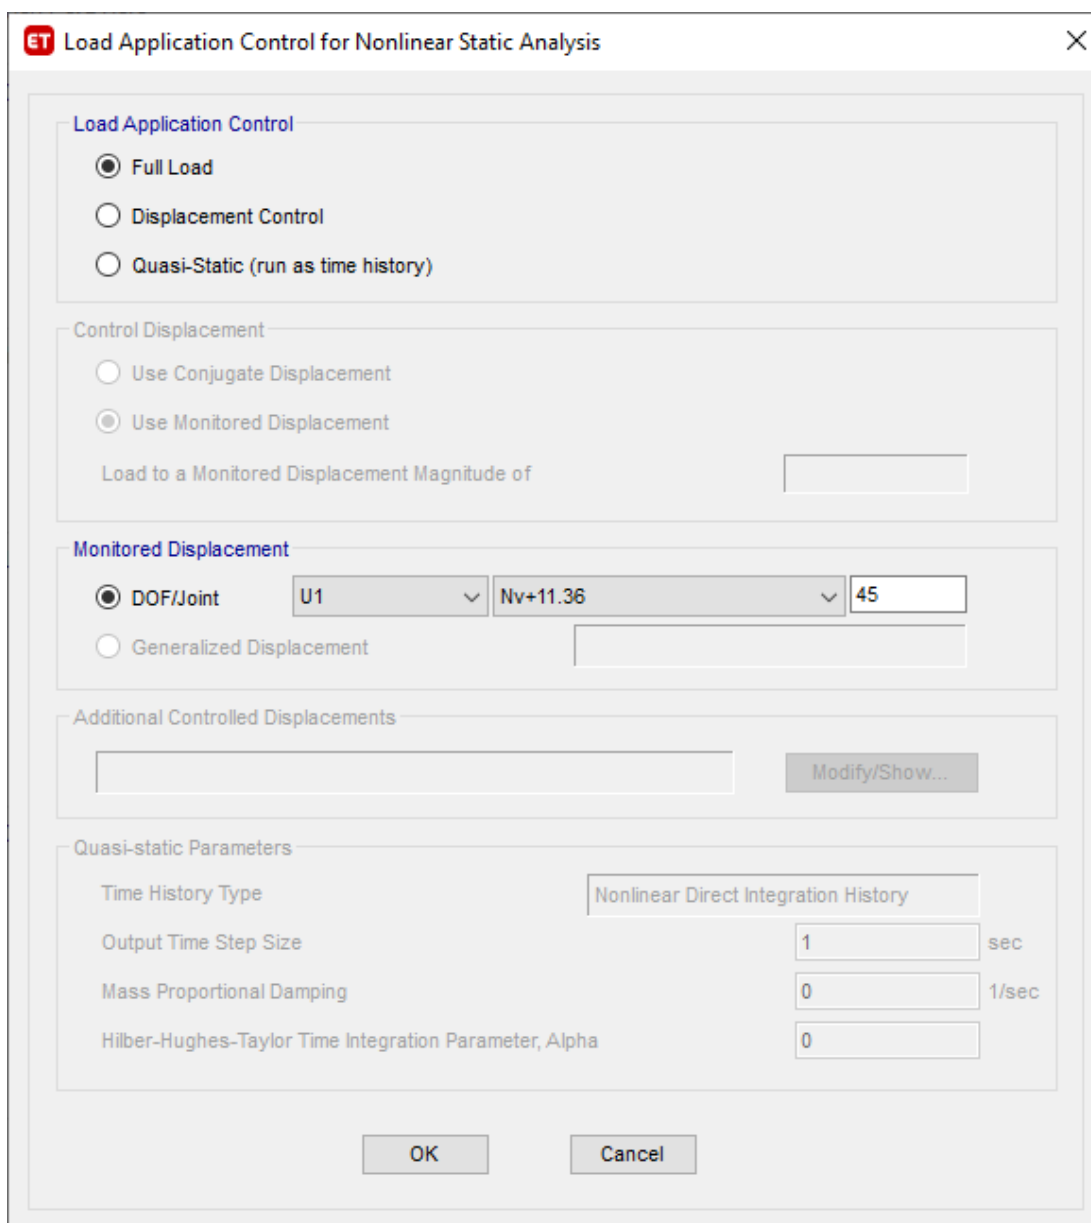 ET Load Application Control for Nonlinear Static Analysis
Load Application Control
Full Load
Displacement Control
Quasi-Static (run as time history)
Control Displacement
Use Conjugate Displacement
Use Monitored Displacement
Load to a Monitored Displacement Magnitude of
Monitored Displacement
DOF/Joint U1 Nv+11.36 45
Generalized Displacement
Additional Controlled Displacements
Modify/Show...
Quasi-static Parameters
Time History Type Nonlinear Direct Integration History
Output Time Step Size 1 sec
Mass Proportional Damping 0 1/sec
Hilber-Hughes-Taylor Time Integration Parameter, Alpha 0
OK Cancel